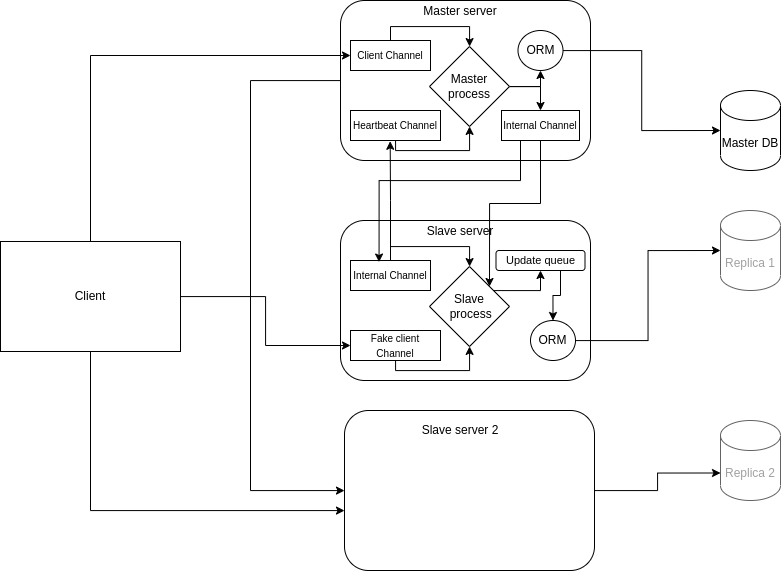 Master server
Client Channel
ORM
Master
process
Heartbeat Channel
Internal Channel
Master DB
Slave server
Update queue
Internal Channel
Replica 1
Client
Slave
process
Fake client
Channel
ORM
Slave server 2
Replica 2